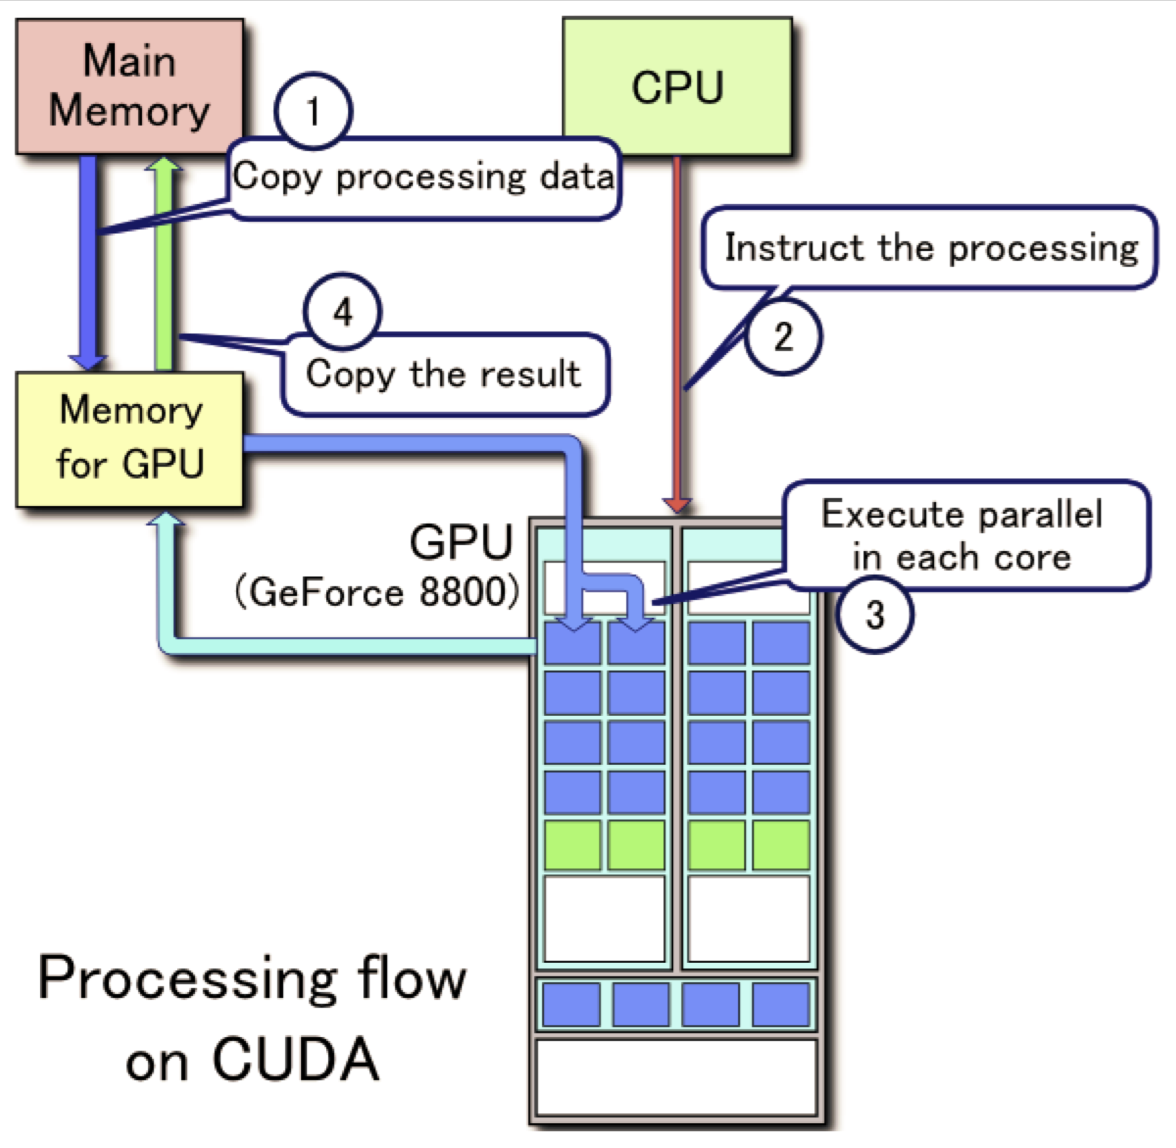 Main
Memory
CPU
1
Copy processing data
Instruct the processing
2
4
Copy the result
Memory
for GPU
GPU
(GeForce 8800)
Execute parallel
in each core
3
Processing flow
on CUDA